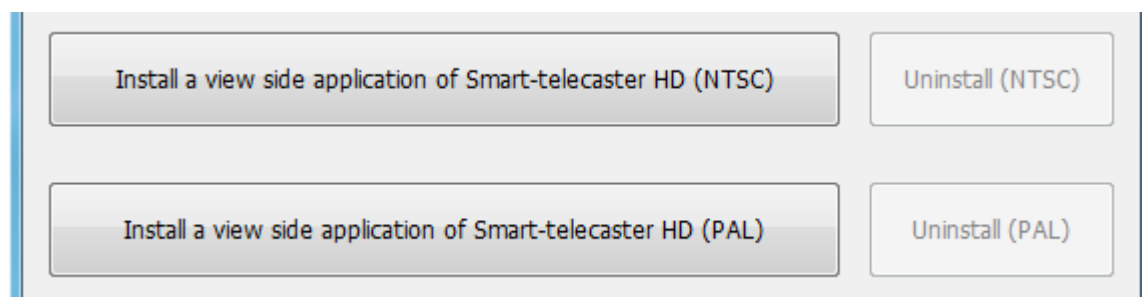 Install a view side application of Smart-telecaster HD (NTSC)
Uninstall (NTSC)
Install a view side application of Smart-telecaster HD (PAL)
Uninstall (PAL)